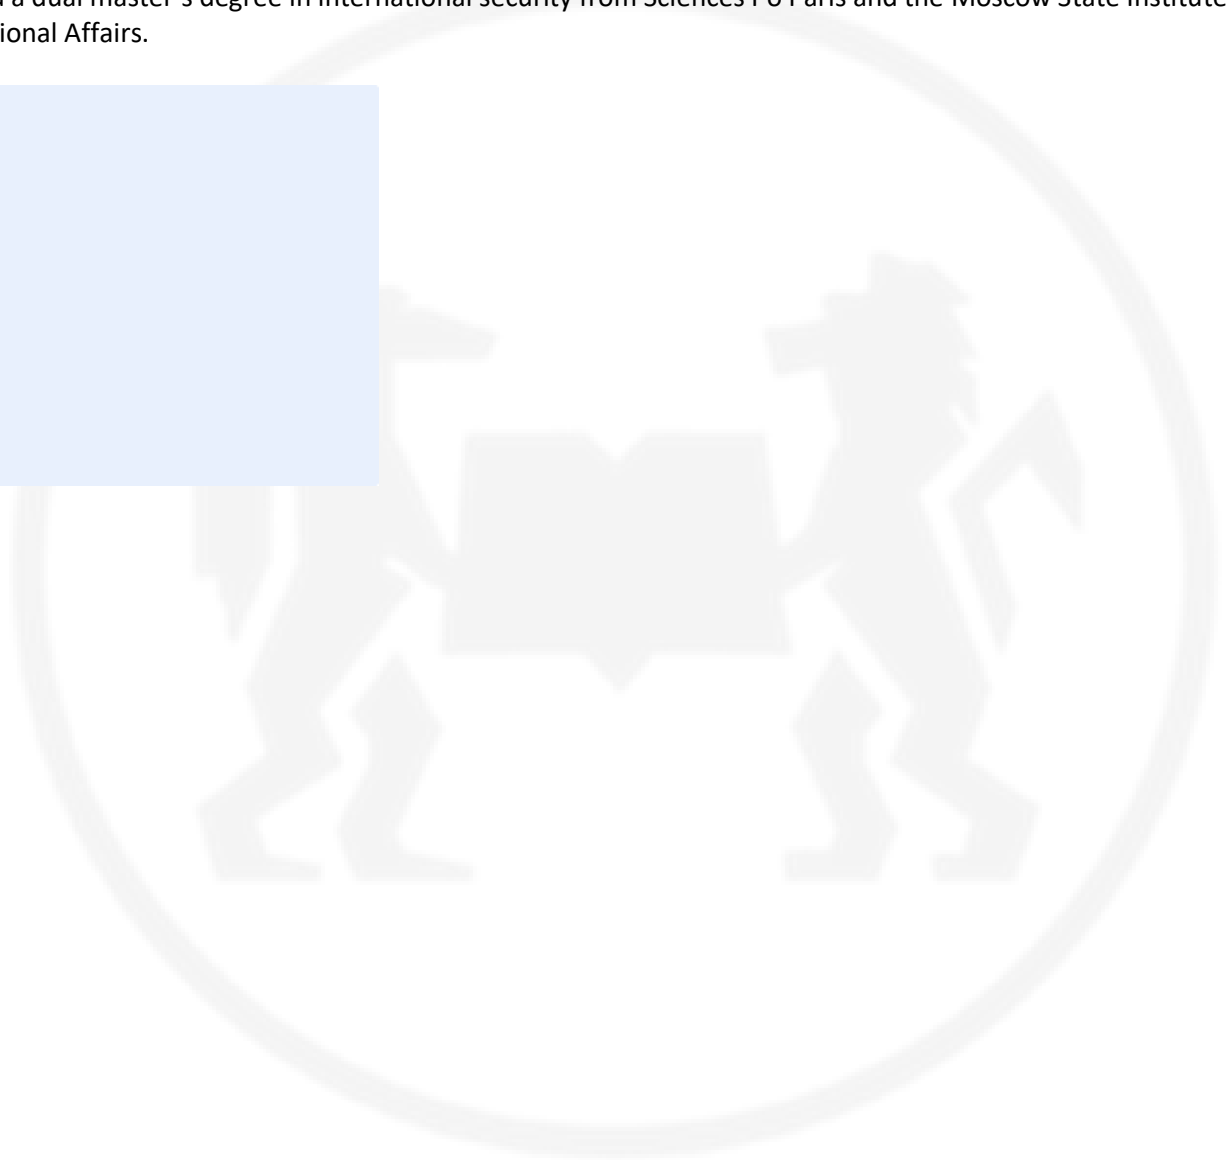 a dual master's degree in international security from Sciences Po Paris and the Moscow State Institute
ional Affairs.